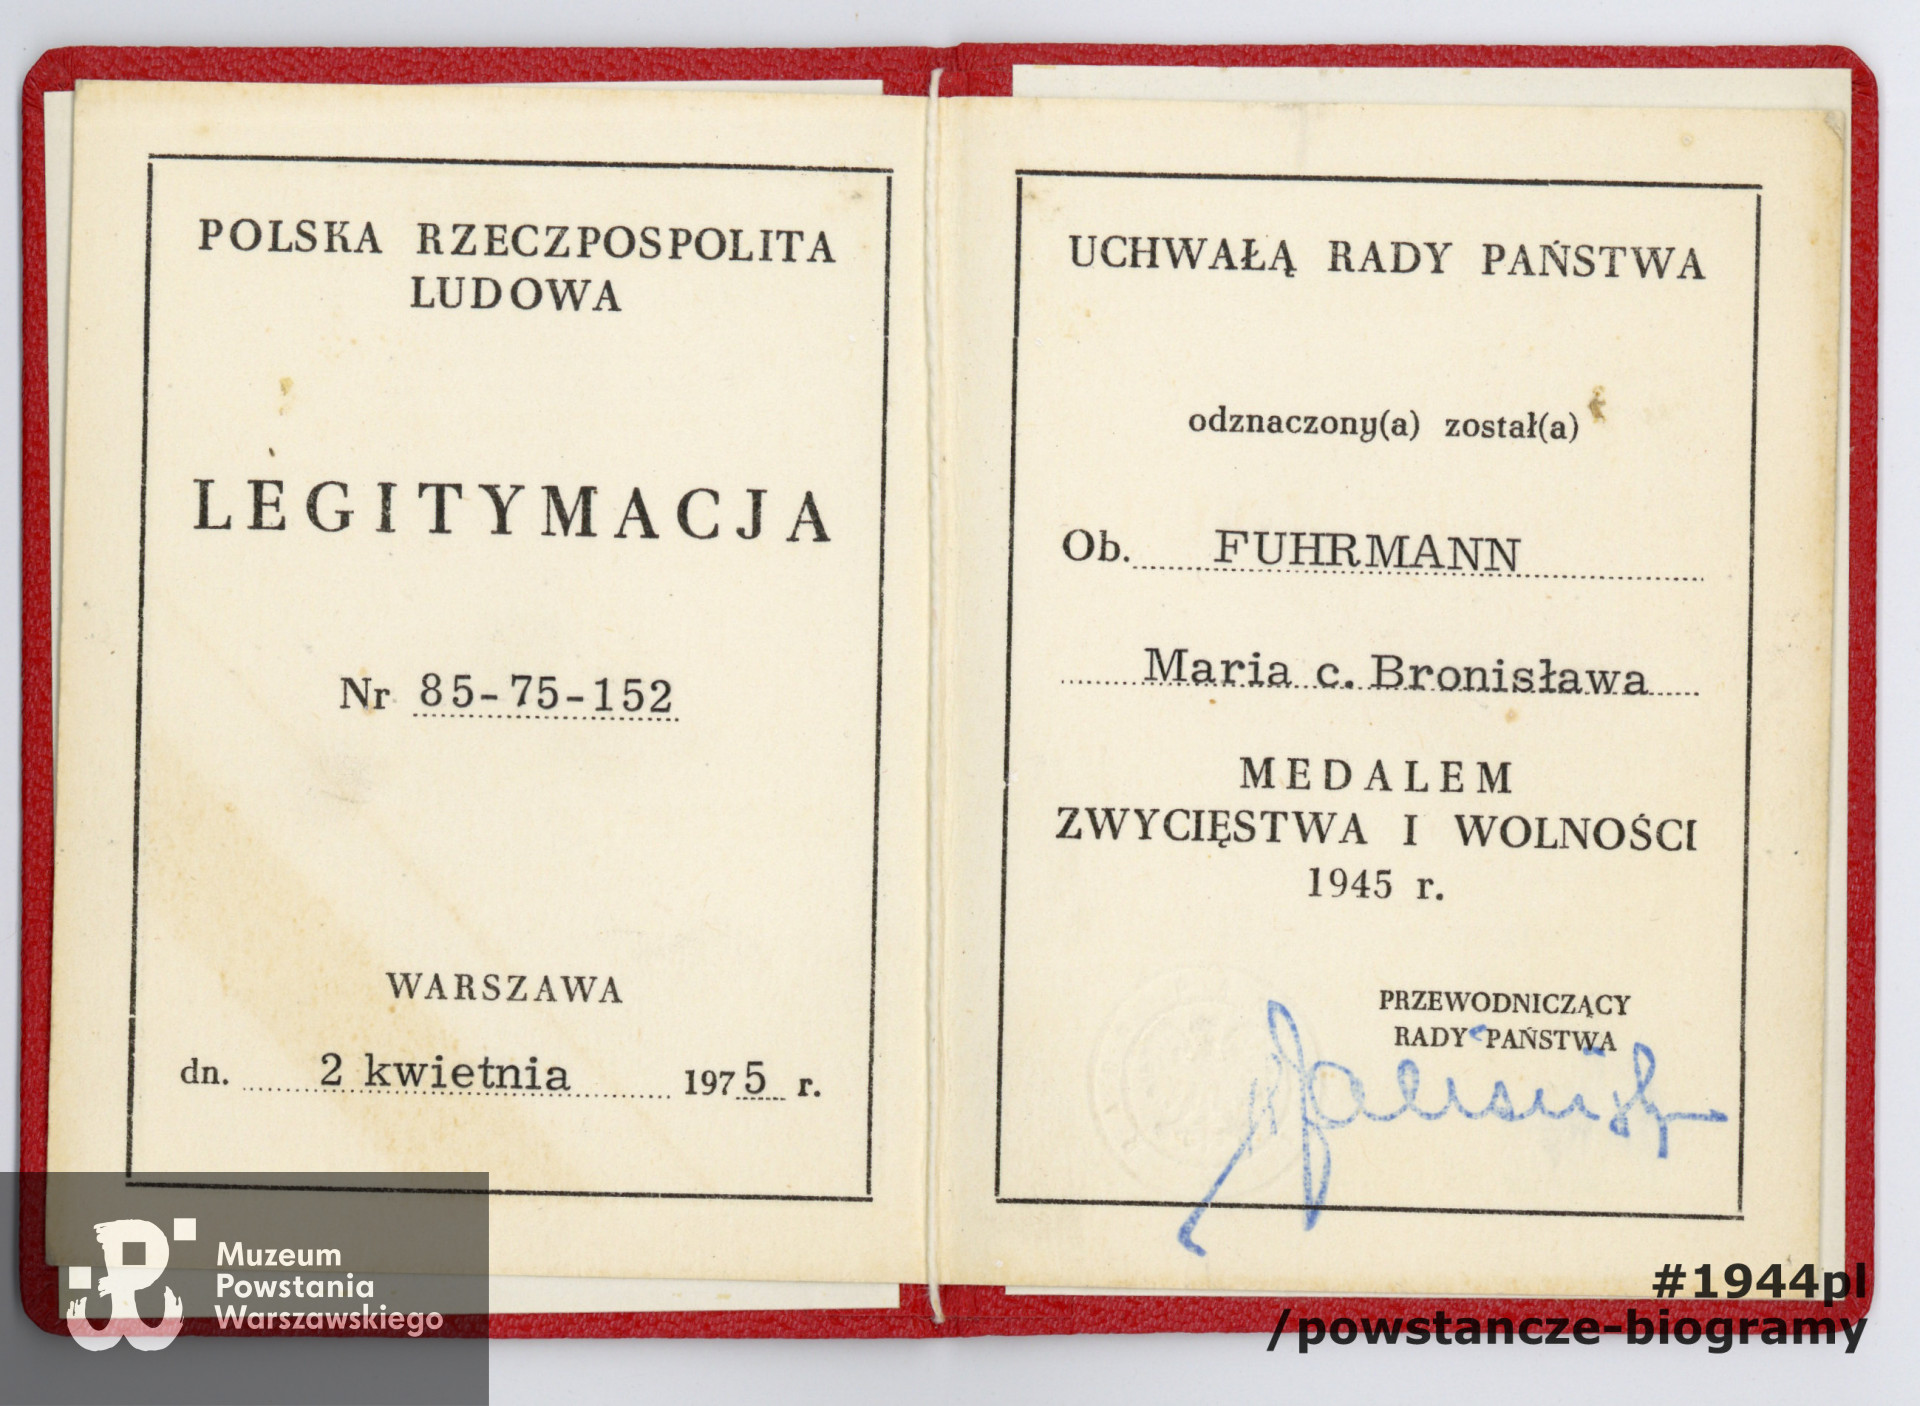 POLSKA RZECZPOSPOLITA
LUDOWA
LEGITYMACJA
Nr 85-75-152
WARSZAWA
dn. 2 kwietnia 1975 r.
UCHWAŁĄ RADY PAŃSTWA
odznaczony(a) został(a)
Ob. FUHRMANN
Maria c. Bronisława
MEDALEM
ZWYCIĘSTWA I WOLNOŚCI
1945 r.
PRZEWODNICZĄCY
RADY PAŃSTWA
Muzeum
Powstania
Warszawskiego
#1944pl
/powstancze-biogramy